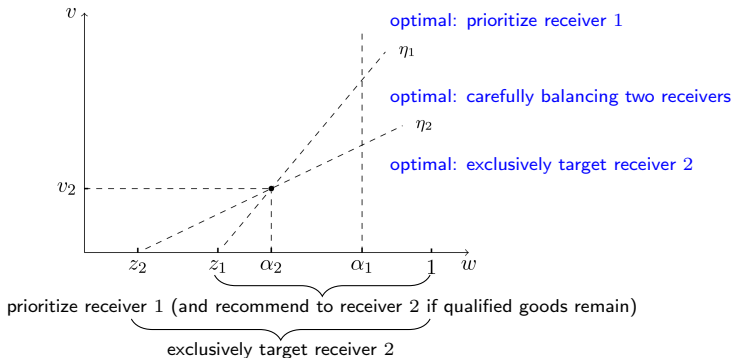 v
optimal: prioritize receiver 1
η₁
optimal: carefully balancing two receivers
η₂
optimal: exclusively target receiver 2
v₂
z₂ z₁ α₂ α₁ 1 w
prioritize receiver 1 (and recommend to receiver 2 if qualified goods remain)
exclusively target receiver 2